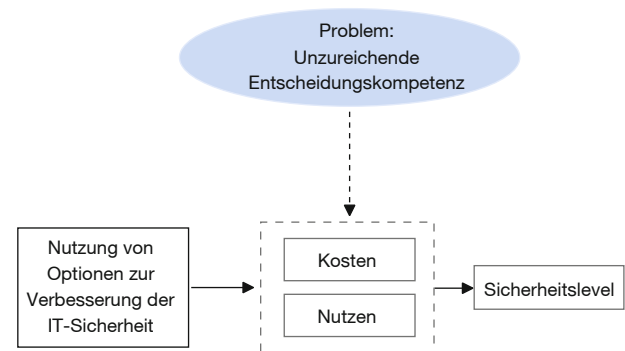 Problem:
Unzureichende
Entscheidungskompetenz
Nutzung von
Optionen zur
Verbesserung der
IT-Sicherheit
Kosten
Nutzen
Sicherheitslevel